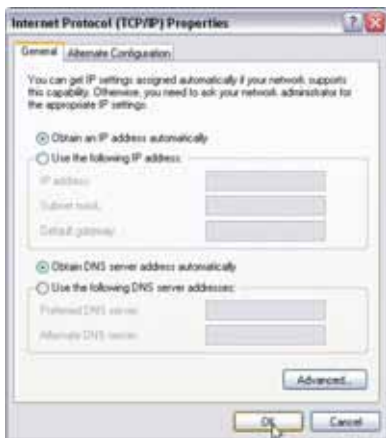 Internet Protocol (TCP/IP) Properties
General Alternate Configuration
You can get IP settings assigned automatically if your network supports
this capability. Otherwise, you need to ask your network administrator for
the appropriate IP settings.
Obtain an IP address automatically
Use the following IP address:
IP address:
Subnet mask:
Default gateway:
Obtain DNS server address automatically
Use the following DNS server addresses:
Preferred DNS server:
Alternate DNS server:
Advanced...
OK Cancel